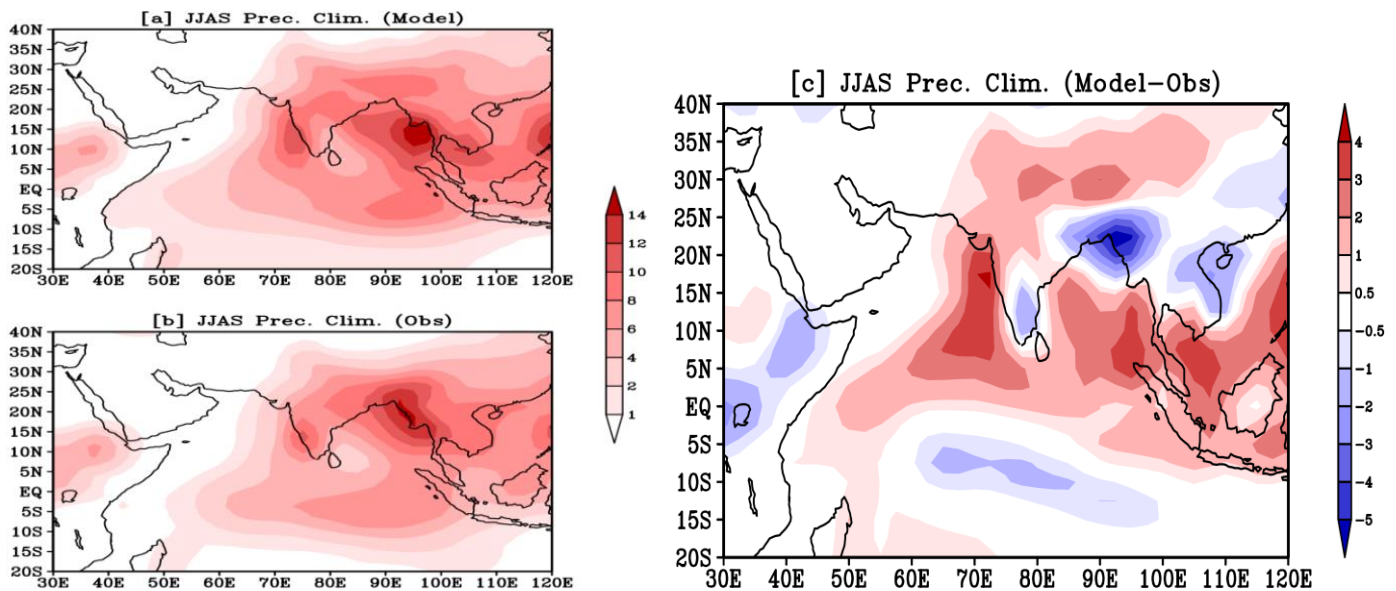 [a] JJAS Prec. Clim. (Model)
40N
35N
30N
25N
20N
15N
10N
5N
EQ
5S
10S
15S
20S
30E 40E 50E 60E 70E 80E 90E 100E 110E 120E
[b] JJAS Prec. Clim. (Obs)
40N
35N
30N
25N
20N
15N
10N
5N
EQ
5S
10S
15S
20S
30E 40E 50E 60E 70E 80E 90E 100E 110E 120E
14
12
10
8
6
4
2
1
[c] JJAS Prec. Clim. (Model-Obs)
40N
35N
30N
25N
20N
15N
10N
5N
EQ
5S
10S
15S
20S
30E 40E 50E 60E 70E 80E 90E 100E 110E 120E
4
3
2
1
0.5
-0.5
-1
-2
-3
-4
-5